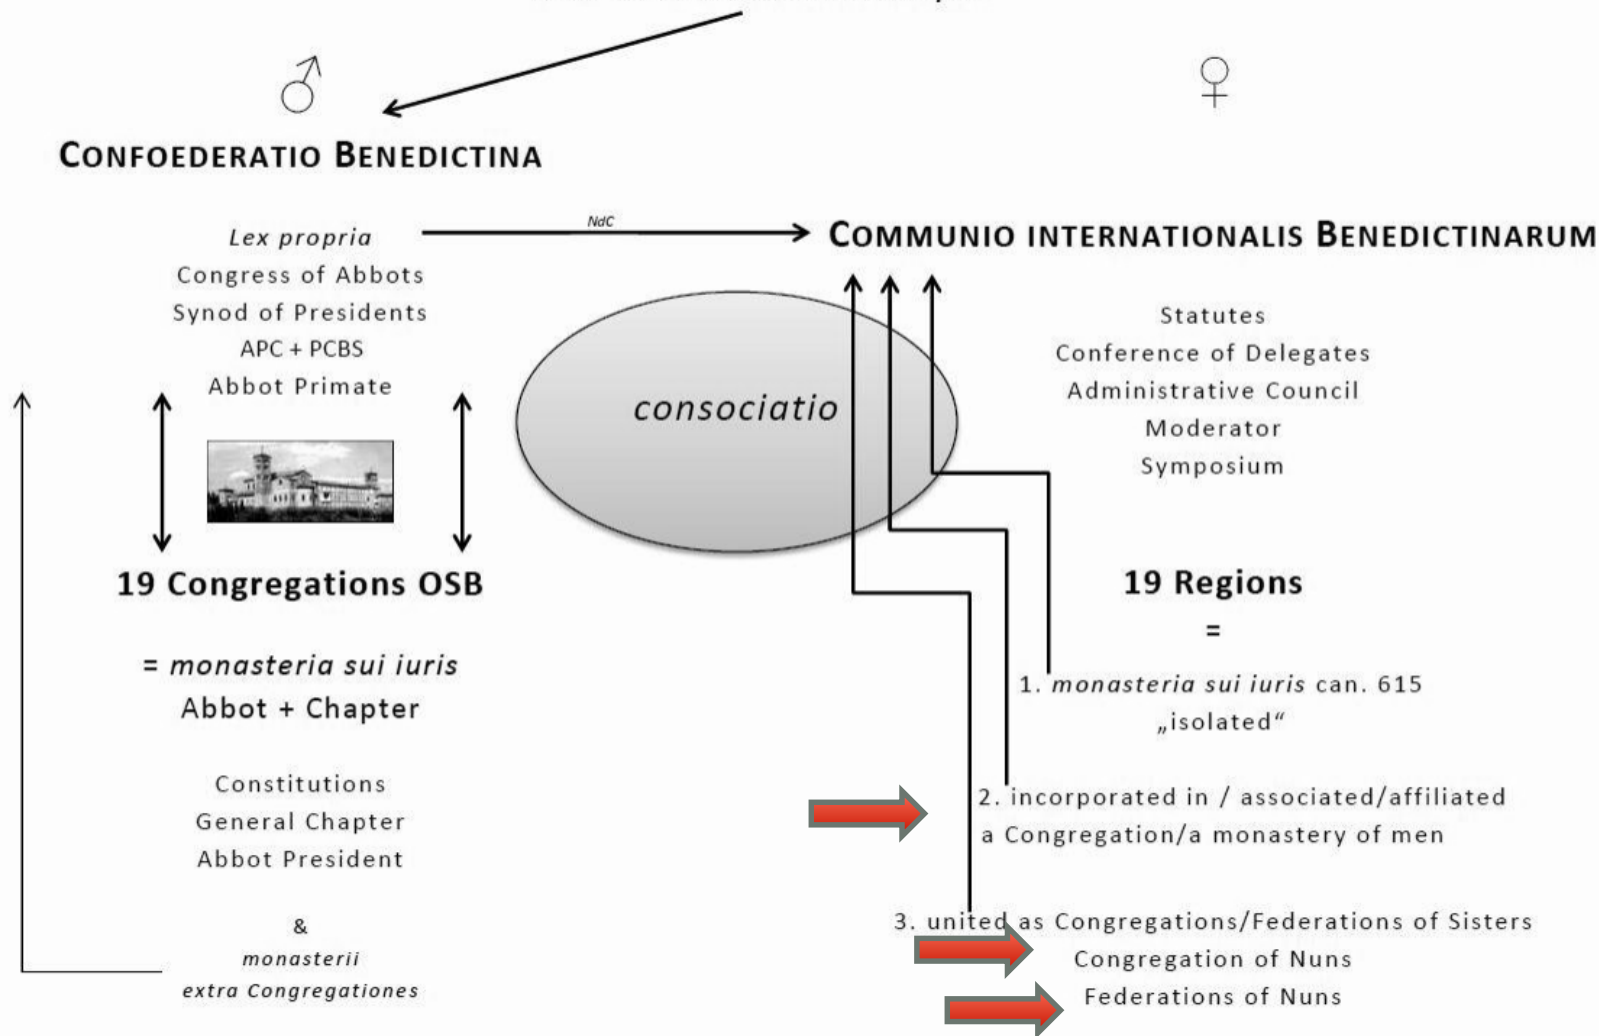 CONFOEDERATIO BENEDICTINA
Lex propria
Congress of Abbots
Synod of Presidents
APC + PCBS
Abbot Primate
19 Congregations OSB
= monasteria sui iuris
Abbot + Chapter
Constitutions
General Chapter
Abbot President
&
monasterii
extra Congregationes
NdC
consociatio
COMMUNIO INTERNATIONALIS BENEDICTINARUM
Statutes
Conference of Delegates
Administrative Council
Moderator
Symposium
19 Regions
=
1. monasteria sui iuris can. 615
„isolated“
2. incorporated in / associated/affiliated
a Congregation/a monastery of men
3. united as Congregations/Federations of Sisters
Congregation of Nuns
Federations of Nuns